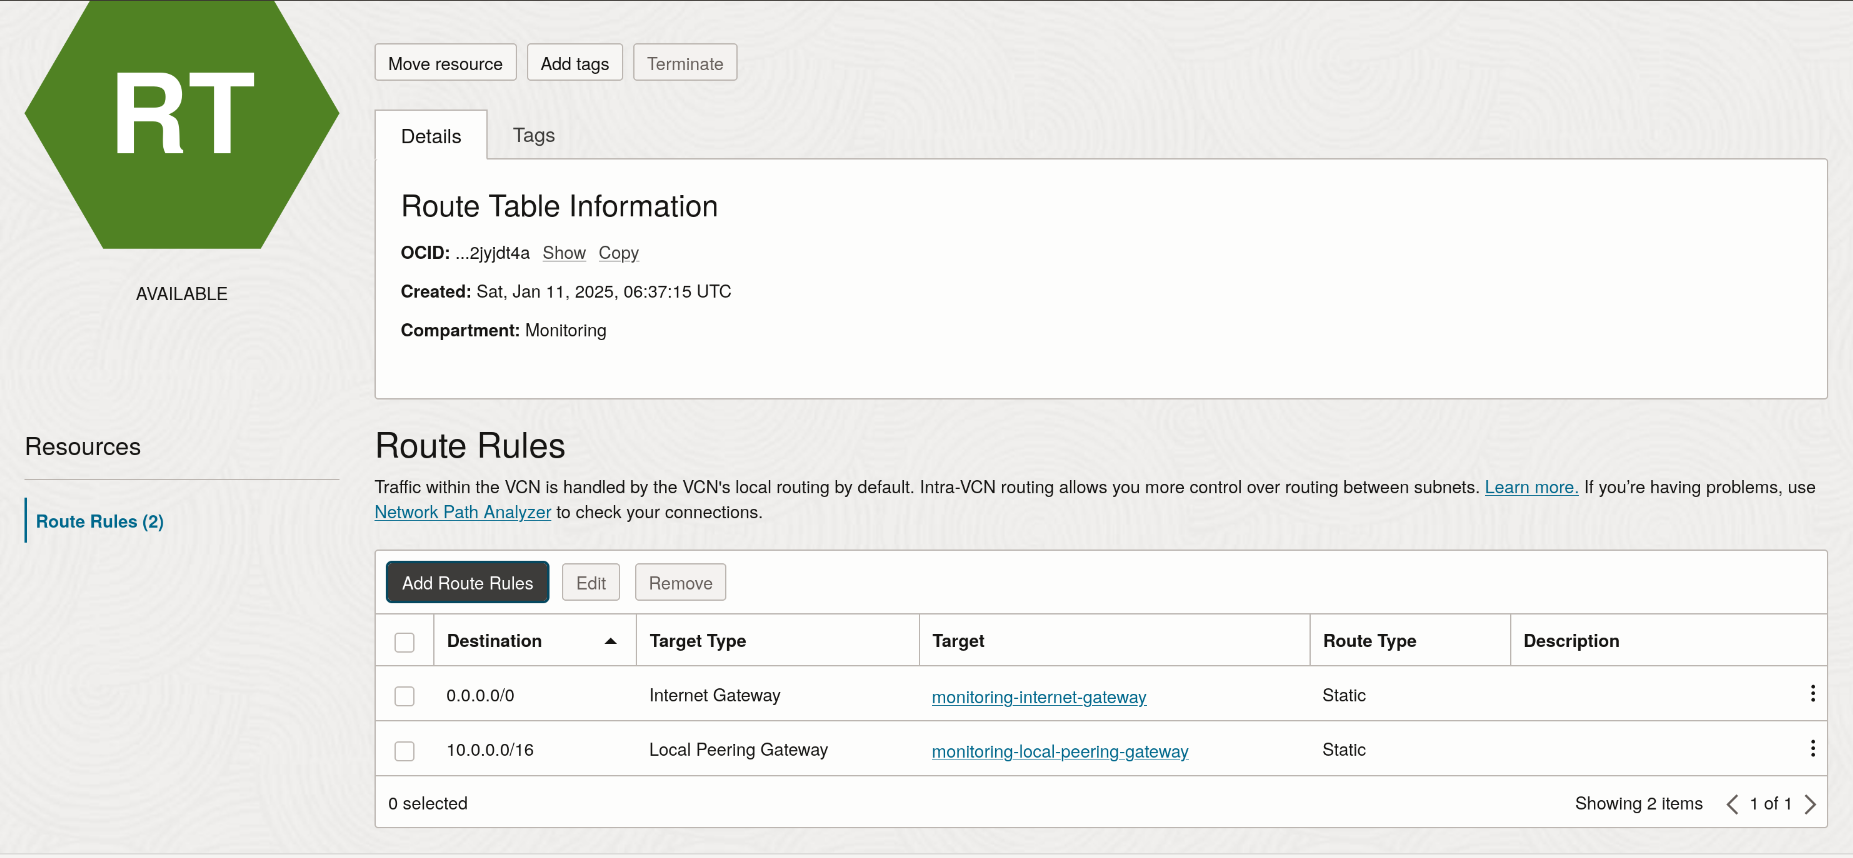 RT
AVAILABLE
Move resource Add tags Terminate
Details Tags
Route Table Information
OCID: ...2jyjdt4a Show Copy
Created: Sat, Jan 11, 2025, 06:37:15 UTC
Compartment: Monitoring
Resources
Route Rules (2)
Route Rules
Traffic within the VCN is handled by the VCN's local routing by default. Intra-VCN routing allows you more control over routing between subnets. Learn more. If you're having problems, use
Network Path Analyzer to check your connections.
Add Route Rules Edit Remove
Destination Target Type Target Route Type Description
0.0.0.0/0 Internet Gateway monitoring-internet-gateway Static
10.0.0.0/16 Local Peering Gateway monitoring-local-peering-gateway Static
0 selected Showing 2 items 1 of 1